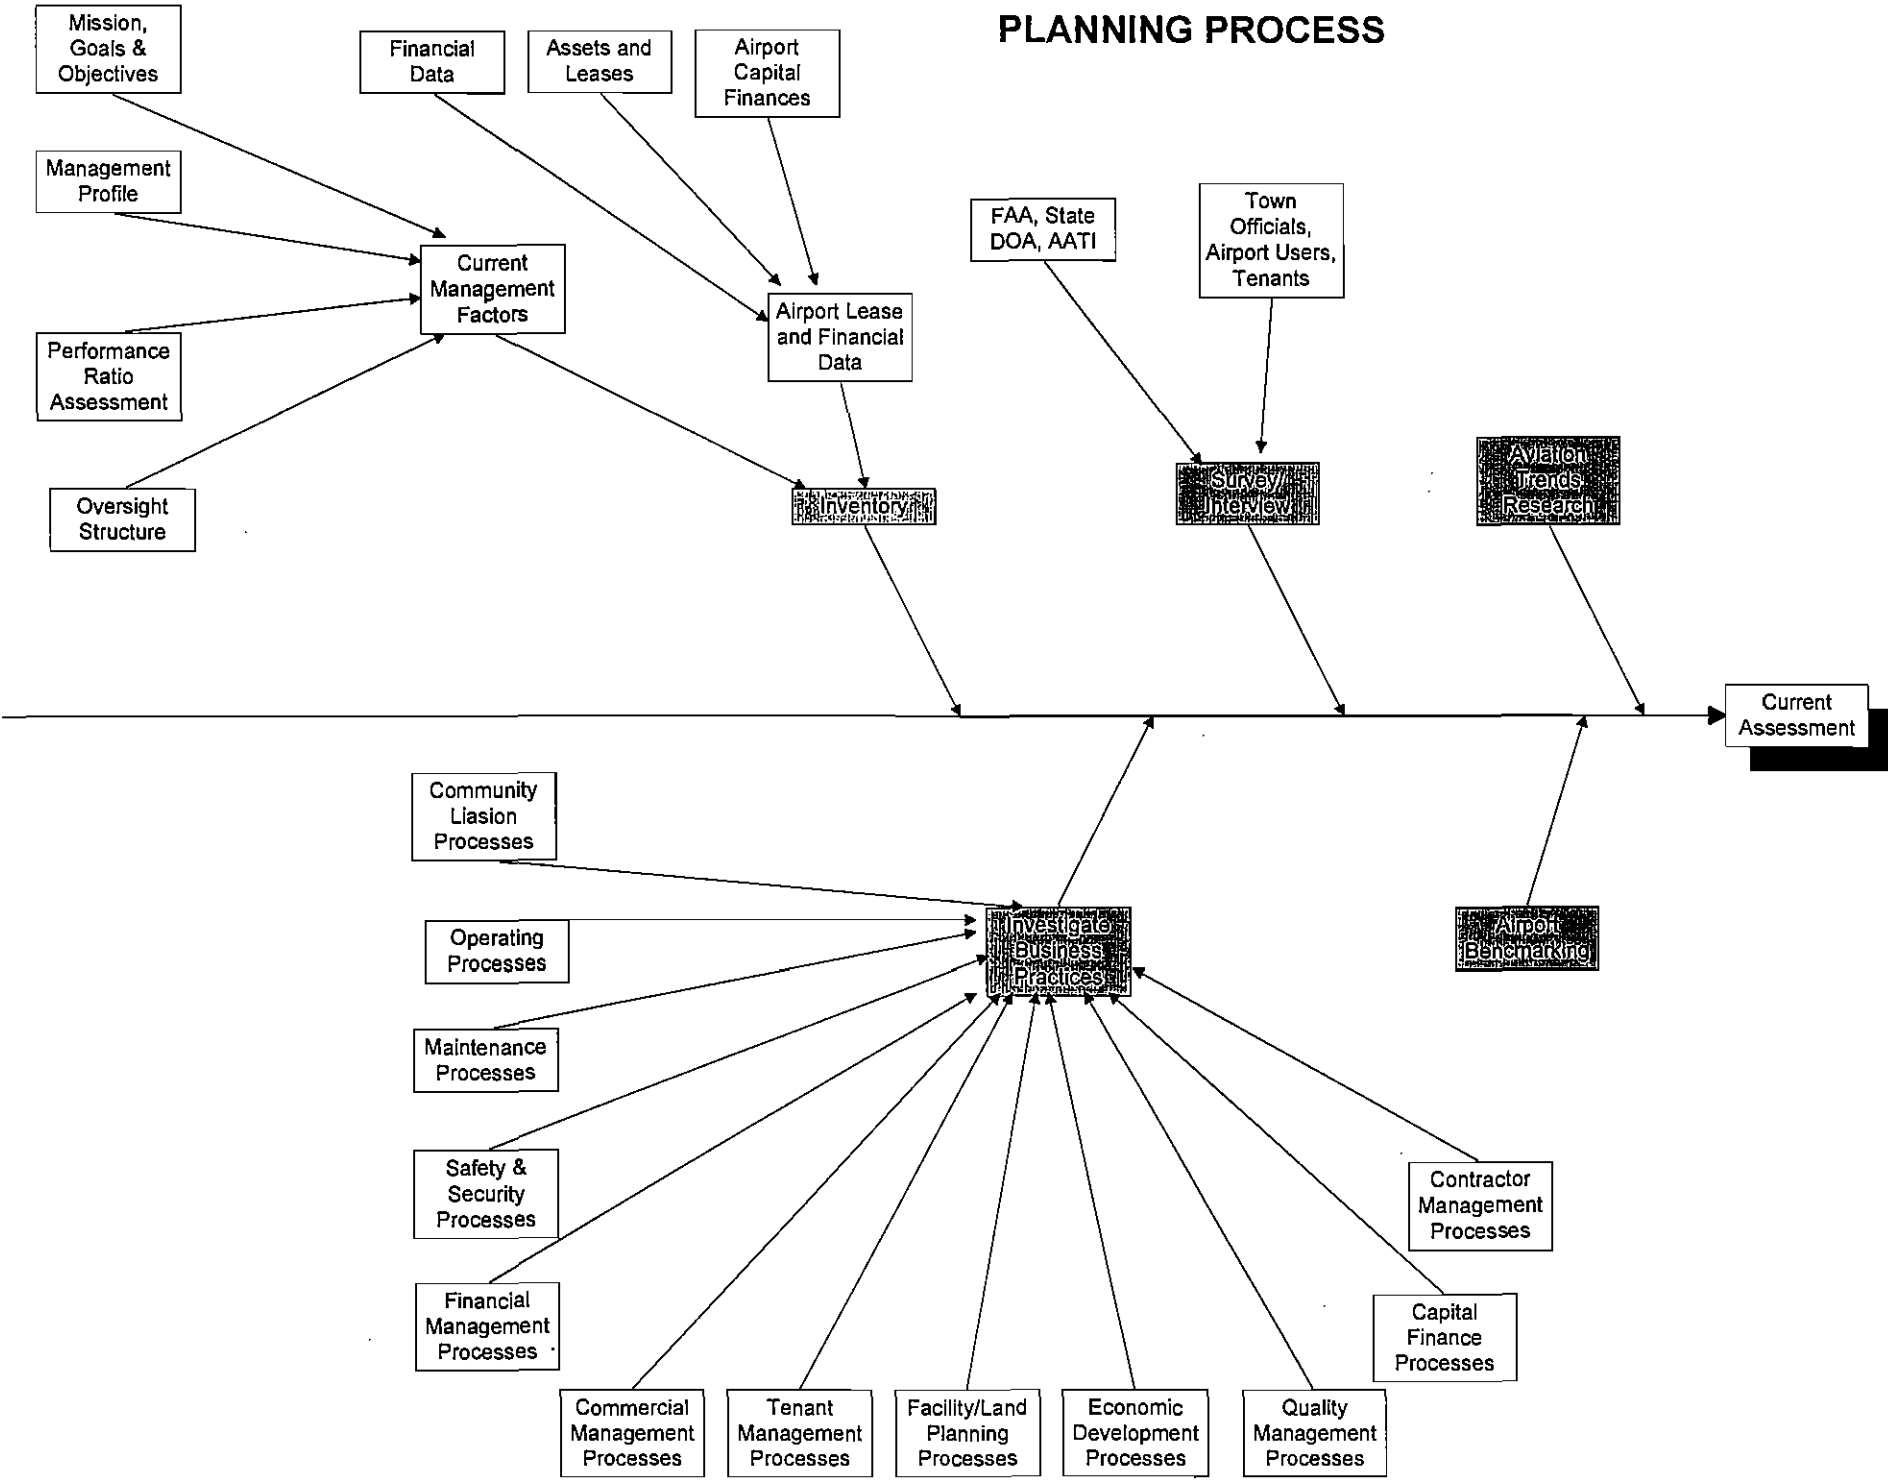 PLANNING PROCESS
Mission,
Goals &
Objectives
Financial
Data
Assets and
Leases
Airport
Capital
Finances
Management
Profile
FAA, State
DOA, AATI
Town
Officials,
Airport Users,
Tenants
Current
Management
Factors
Airport Lease
and Financial
Data
Performance
Ratio
Assessment
Oversight
Structure
Inventory
Survey/
Interview
Aviation
Trends
Research
Current
Assessment
Community
Liasion
Processes
Operating
Processes
Investigate
Business
Practices
Airport
Bencmarking
Maintenance
Processes
Safety &
Security
Processes
Contractor
Management
Processes
Financial
Management
Processes
Capital
Finance
Processes
Commercial
Management
Processes
Tenant
Management
Processes
Facility/Land
Planning
Processes
Economic
Development
Processes
Quality
Management
Processes